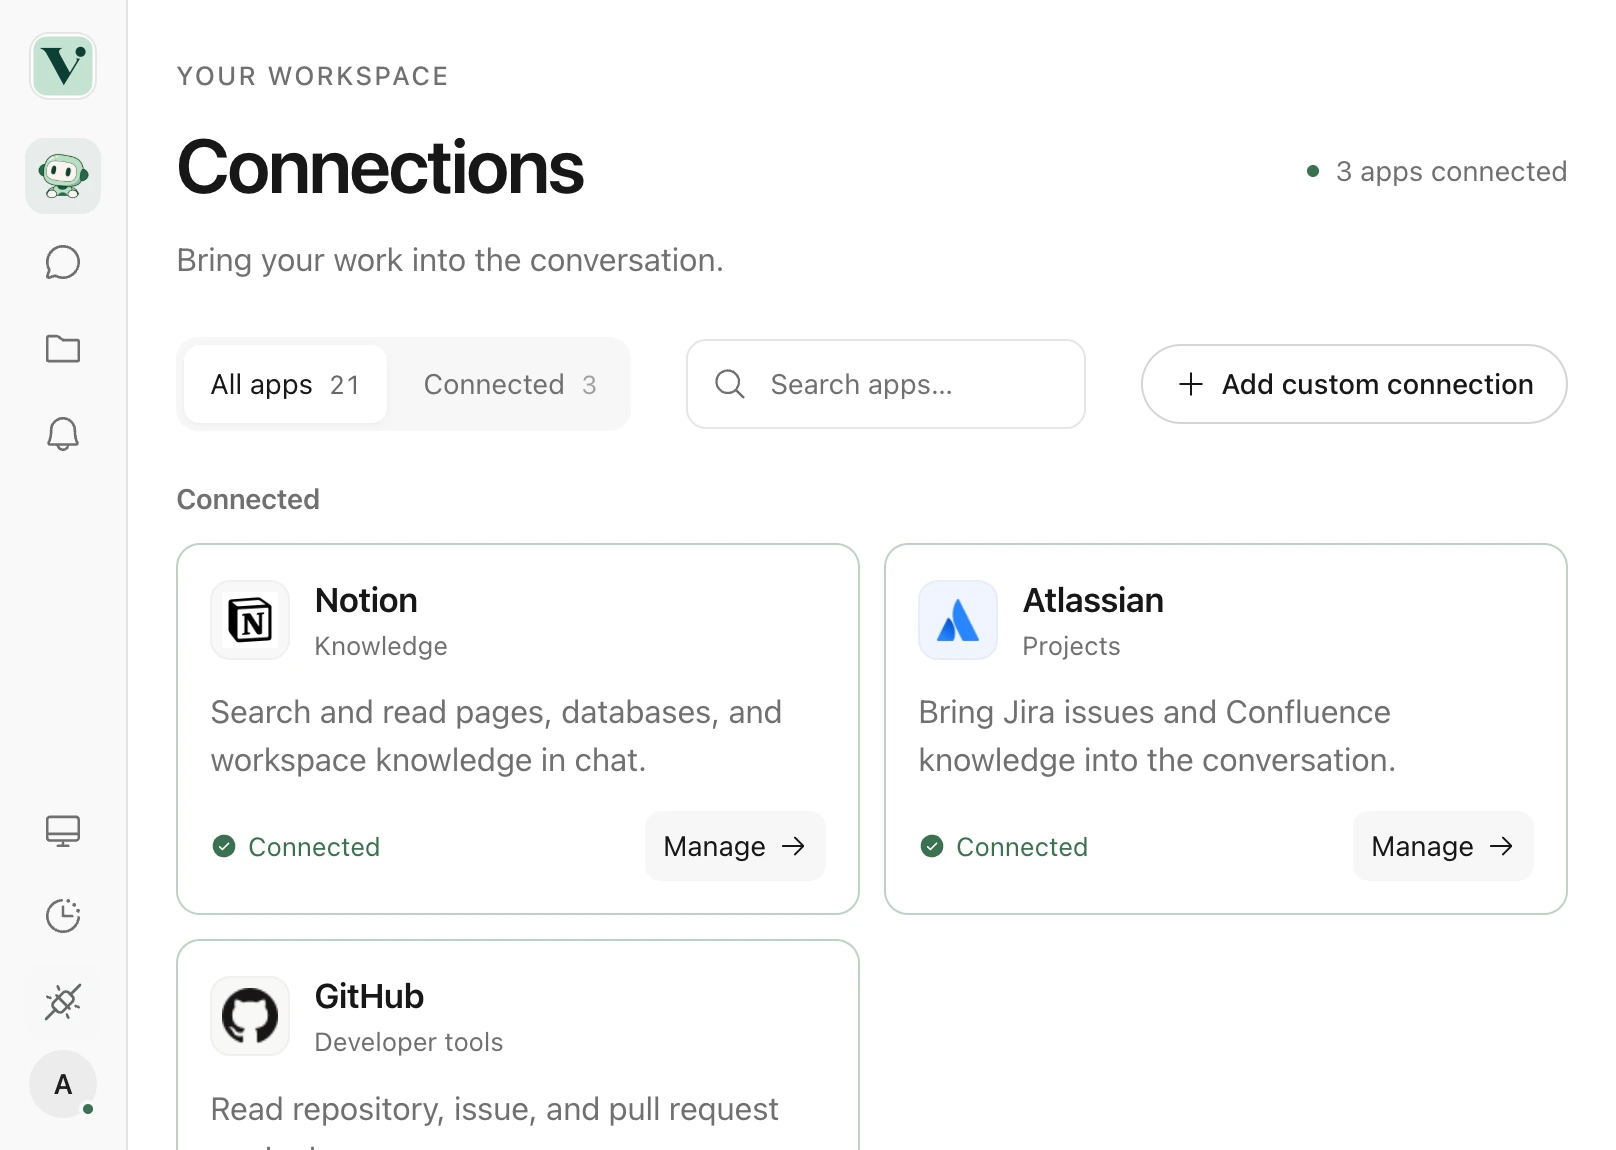 V
YOUR WORKSPACE
Connections
3 apps connected
Bring your work into the conversation.
All apps 21
Connected 3
Search apps...
Add custom connection
Connected
Notion
Knowledge
Search and read pages, databases, and
workspace knowledge in chat.
Connected
Manage
Atlassian
Projects
Bring Jira issues and Confluence
knowledge into the conversation.
Connected
Manage
GitHub
Developer tools
Read repository, issue, and pull request
A